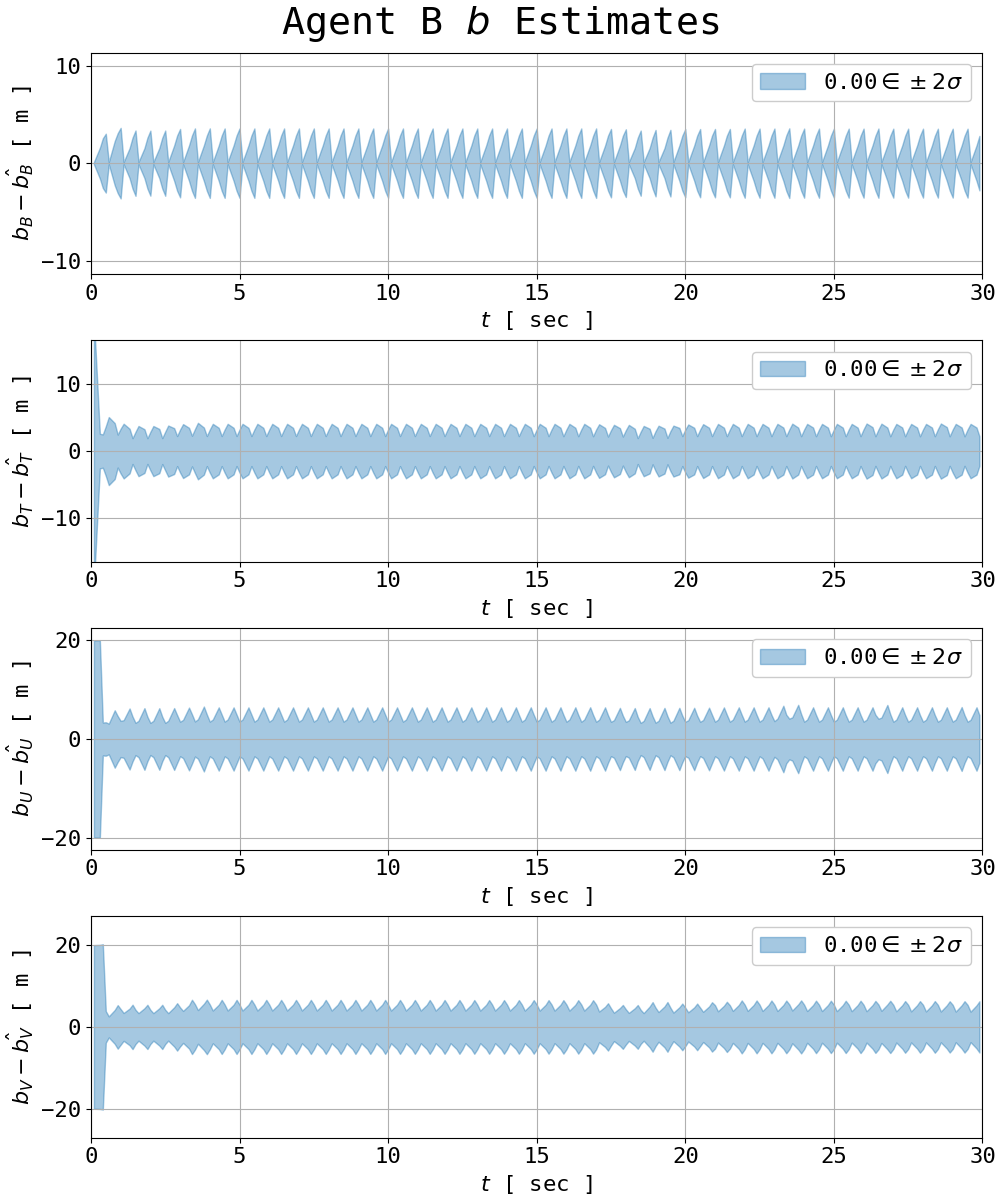 Agent B b Estimates
b_B − b̂_B [ m ]
10
0
−10
0.00∈ ±2σ
0 5 10 15 20 25 30
t [ sec ]
b_T − b̂_T [ m ]
10
0
−10
0.00∈ ±2σ
0 5 10 15 20 25 30
t [ sec ]
b_U − b̂_U [ m ]
20
0
−20
0.00∈ ±2σ
0 5 10 15 20 25 30
t [ sec ]
b_V − b̂_V [ m ]
20
0
−20
0.00∈ ±2σ
0 5 10 15 20 25 30
t [ sec ]